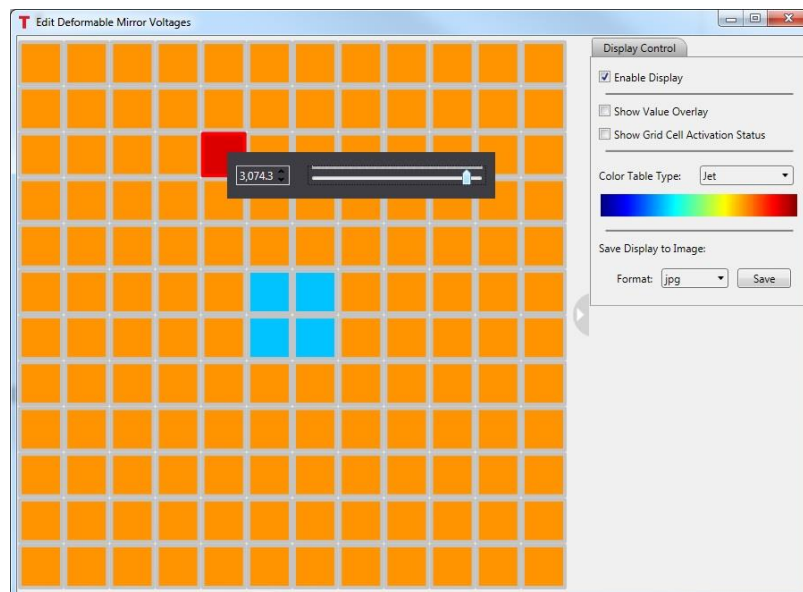 T Edit Deformable Mirror Voltages
Display Control
Enable Display
Show Value Overlay
Show Grid Cell Activation Status
3,074.3
Color Table Type: Jet
Save Display to Image:
Format: jpg Save